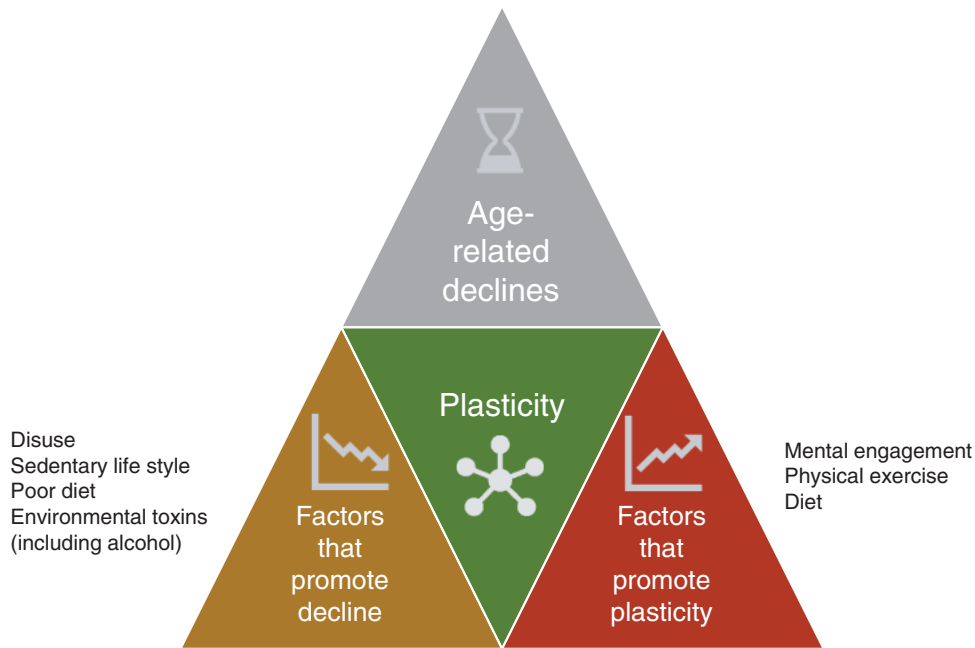 Age-
related
declines
Plasticity
Disuse
Sedentary life style
Poor diet
Environmental toxins
(including alcohol)
Factors
that
promote
decline
Factors
that
promote
plasticity
Mental engagement
Physical exercise
Diet